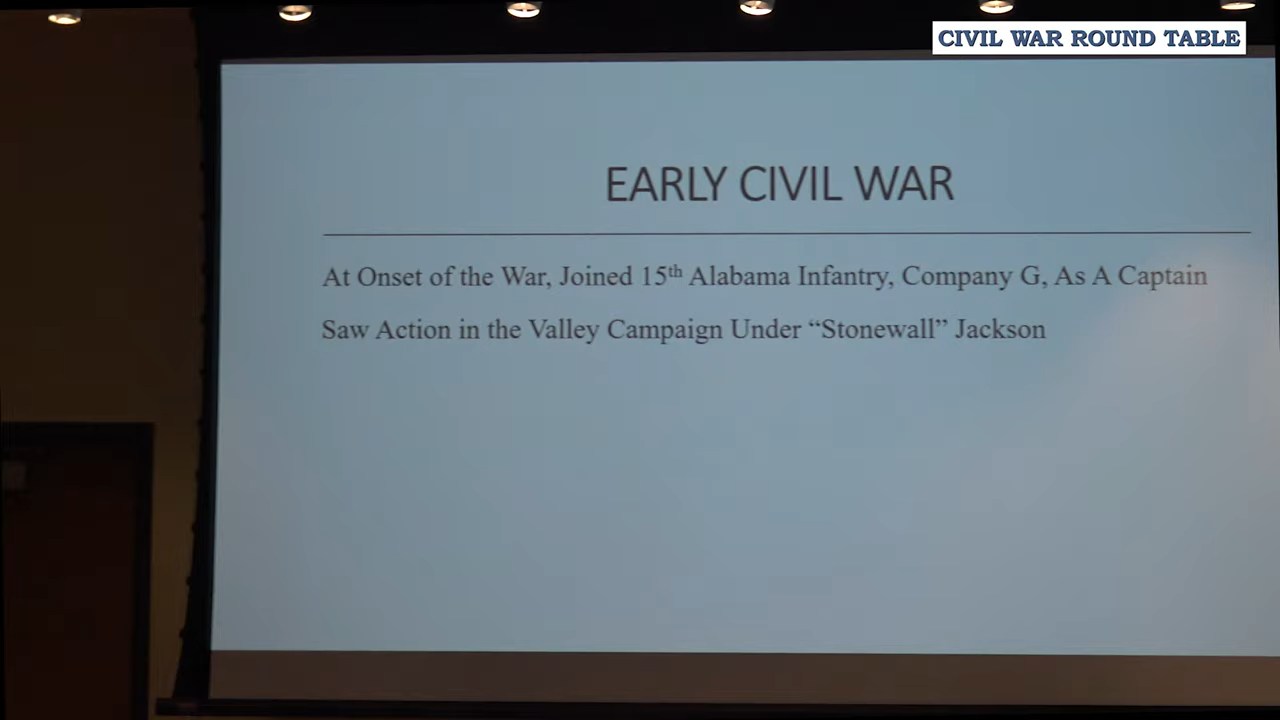 CIVIL WAR ROUND TABLE
EARLY CIVIL WAR
At Onset of the War, Joined 15th Alabama Infantry, Company G, As A Captain
Saw Action in the Valley Campaign Under “Stonewall” Jackson